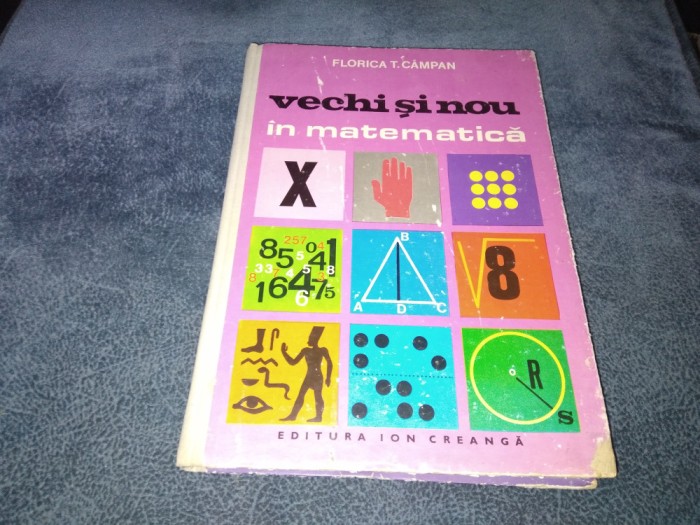 FLORICA T. CÂMPAN
vechi şi nou
în matematică
X
B
A D C
√8
O R
S
EDITURA ION CREANGĂ